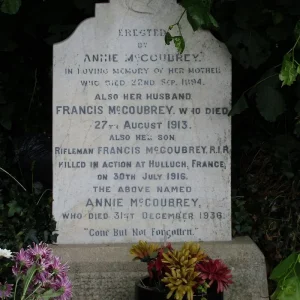 ERECTED
BY
ANNIE McCOUBREY.
IN LOVING MEMORY OF HER MOTHER
WHO DIED 22ND SEP. 1894
ALSO HER HUSBAND
FRANCIS McCOUBREY. WHO DIED
27TH AUGUST 1913.
ALSO HER SON
RIFLEMAN FRANCIS McCOUBREY. R.I.R
KILLED IN ACTION AT HULLUCH, FRANCE,
ON 30TH JULY 1916.
THE ABOVE NAMED
ANNIE McCOUBREY,
WHO DIED 31ST DECEMBER 1936.
"Gone But Not Forgotten."